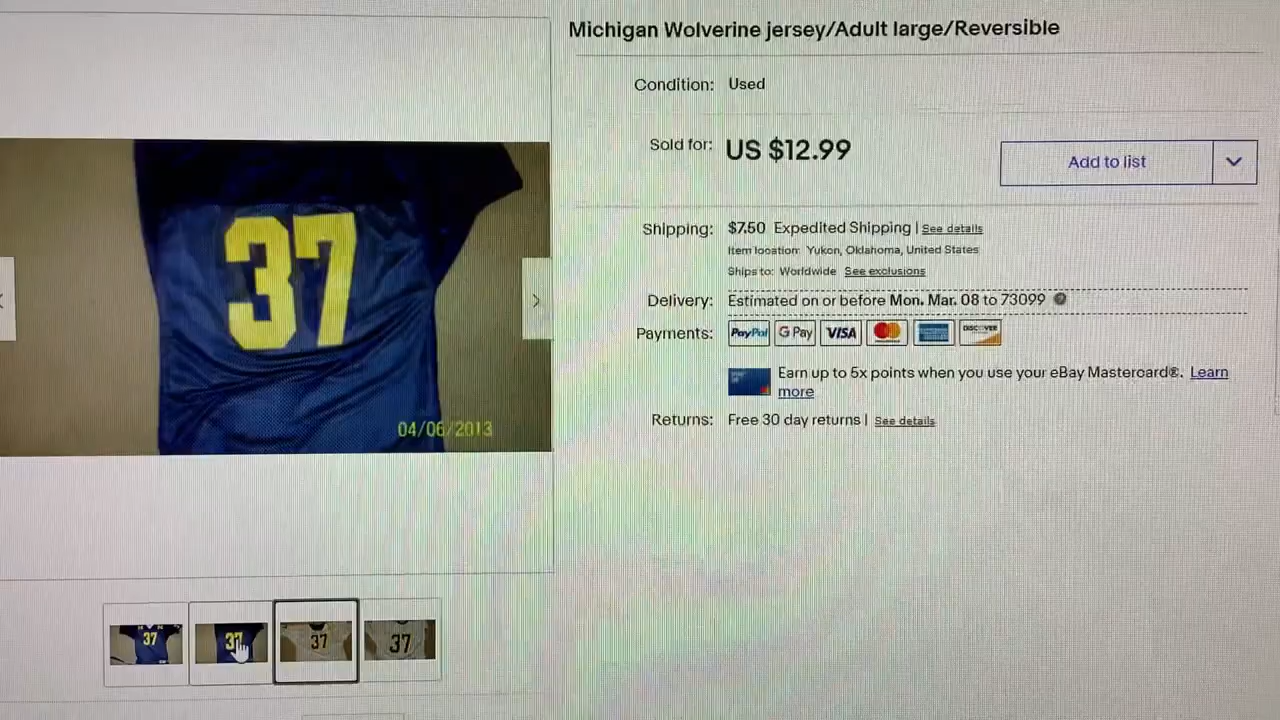 Michigan Wolverine jersey/Adult large/Reversible
Condition: Used
Sold for: US $12.99
Add to list
Shipping: $7.50 Expedited Shipping | See details
Item location: Yukon, Oklahoma, United States
Ships to: Worldwide See exclusions
Delivery: Estimated on or before Mon. Mar. 08 to 73099
Payments: PayPal G Pay VISA DISCOVER
Earn up to 5x points when you use your eBay Mastercard®. Learn
more
Returns: Free 30 day returns | See details
37
04/06/2013
37
37
37
37